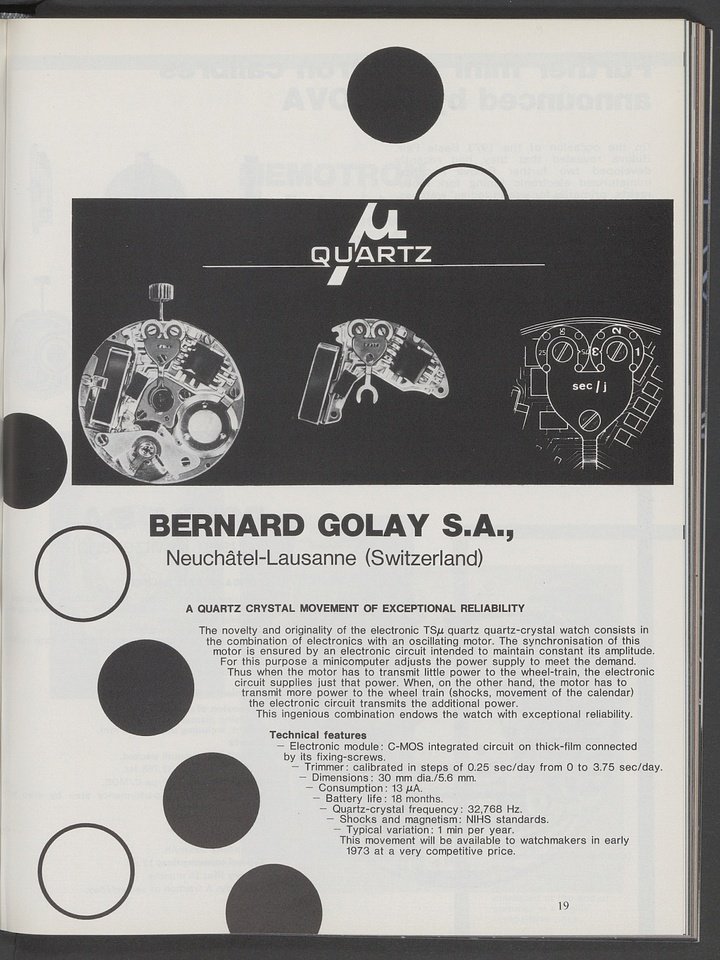 µ
QUARTZ
25
2
3
1
sec/j
BERNARD GOLAY S.A.,
Neuchâtel-Lausanne (Switzerland)
A QUARTZ CRYSTAL MOVEMENT OF EXCEPTIONAL RELIABILITY
The novelty and originality of the electronic TSµ quartz quartz-crystal watch consists in
the combination of electronics with an oscillating motor. The synchronisation of this
motor is ensured by an electronic circuit intended to maintain constant its amplitude.
For this purpose a minicomputer adjusts the power supply to meet the demand.
Thus when the motor has to transmit little power to the wheel-train, the electronic
circuit supplies just that power. When, on the other hand, the motor has to
transmit more power to the wheel train (shocks, movement of the calendar)
the electronic circuit transmits the additional power.
This ingenious combination endows the watch with exceptional reliability.
Technical features
— Electronic module: C-MOS integrated circuit on thick-film connected
by its fixing-screws.
— Trimmer: calibrated in steps of 0.25 sec/day from 0 to 3.75 sec/day.
— Dimensions: 30 mm dia./5.6 mm.
— Consumption: 13 µA.
— Battery life: 18 months.
— Quartz-crystal frequency: 32,768 Hz.
— Shocks and magnetism: NIHS standards.
— Typical variation: 1 min per year.
This movement will be available to watchmakers in early
1973 at a very competitive price.
19